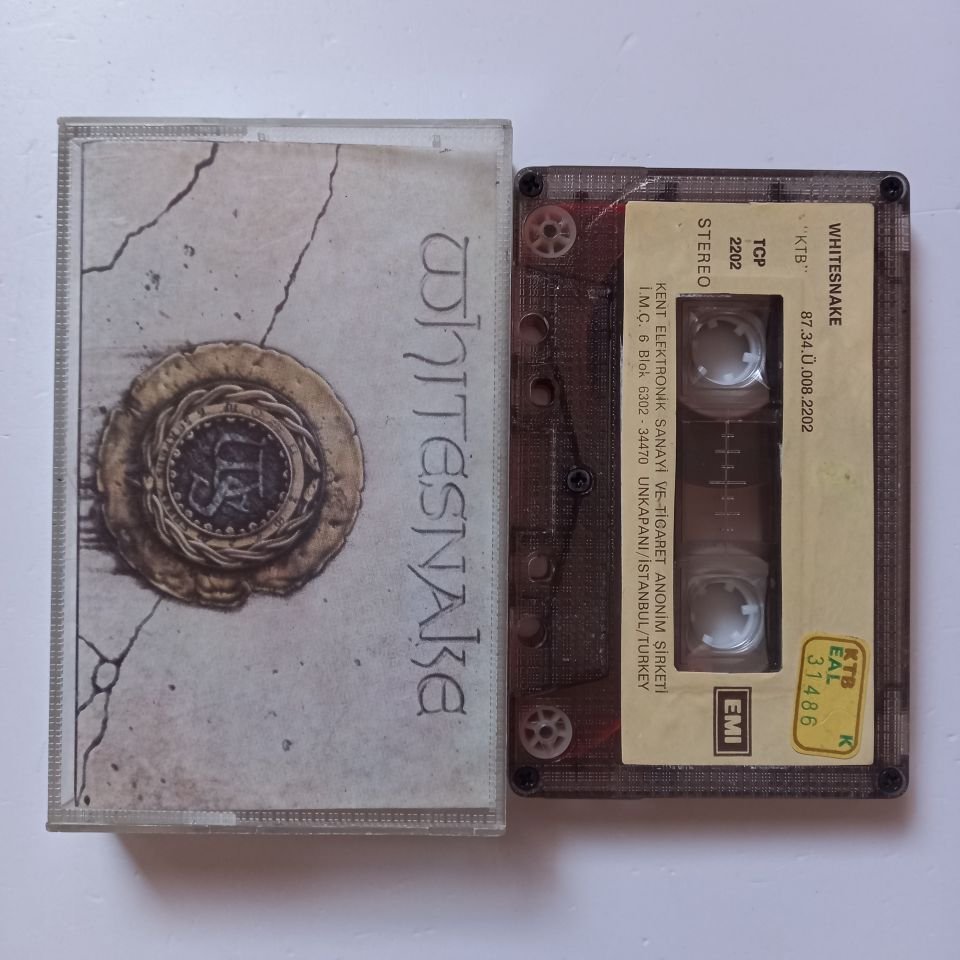 WHITESNAKE
WHITESNAKE
"KTB" 87.34.Ü.008.2202
TCP
2202
STEREO
KENT ELEKTRONİK SANAYİ VE TİCARET ANONİM ŞİRKETİ
İ.M.Ç. 6 Blok 6302 - 34470 UNKAPANI/İSTANBUL/TURKEY
EMI
KTB K
EAL
31486